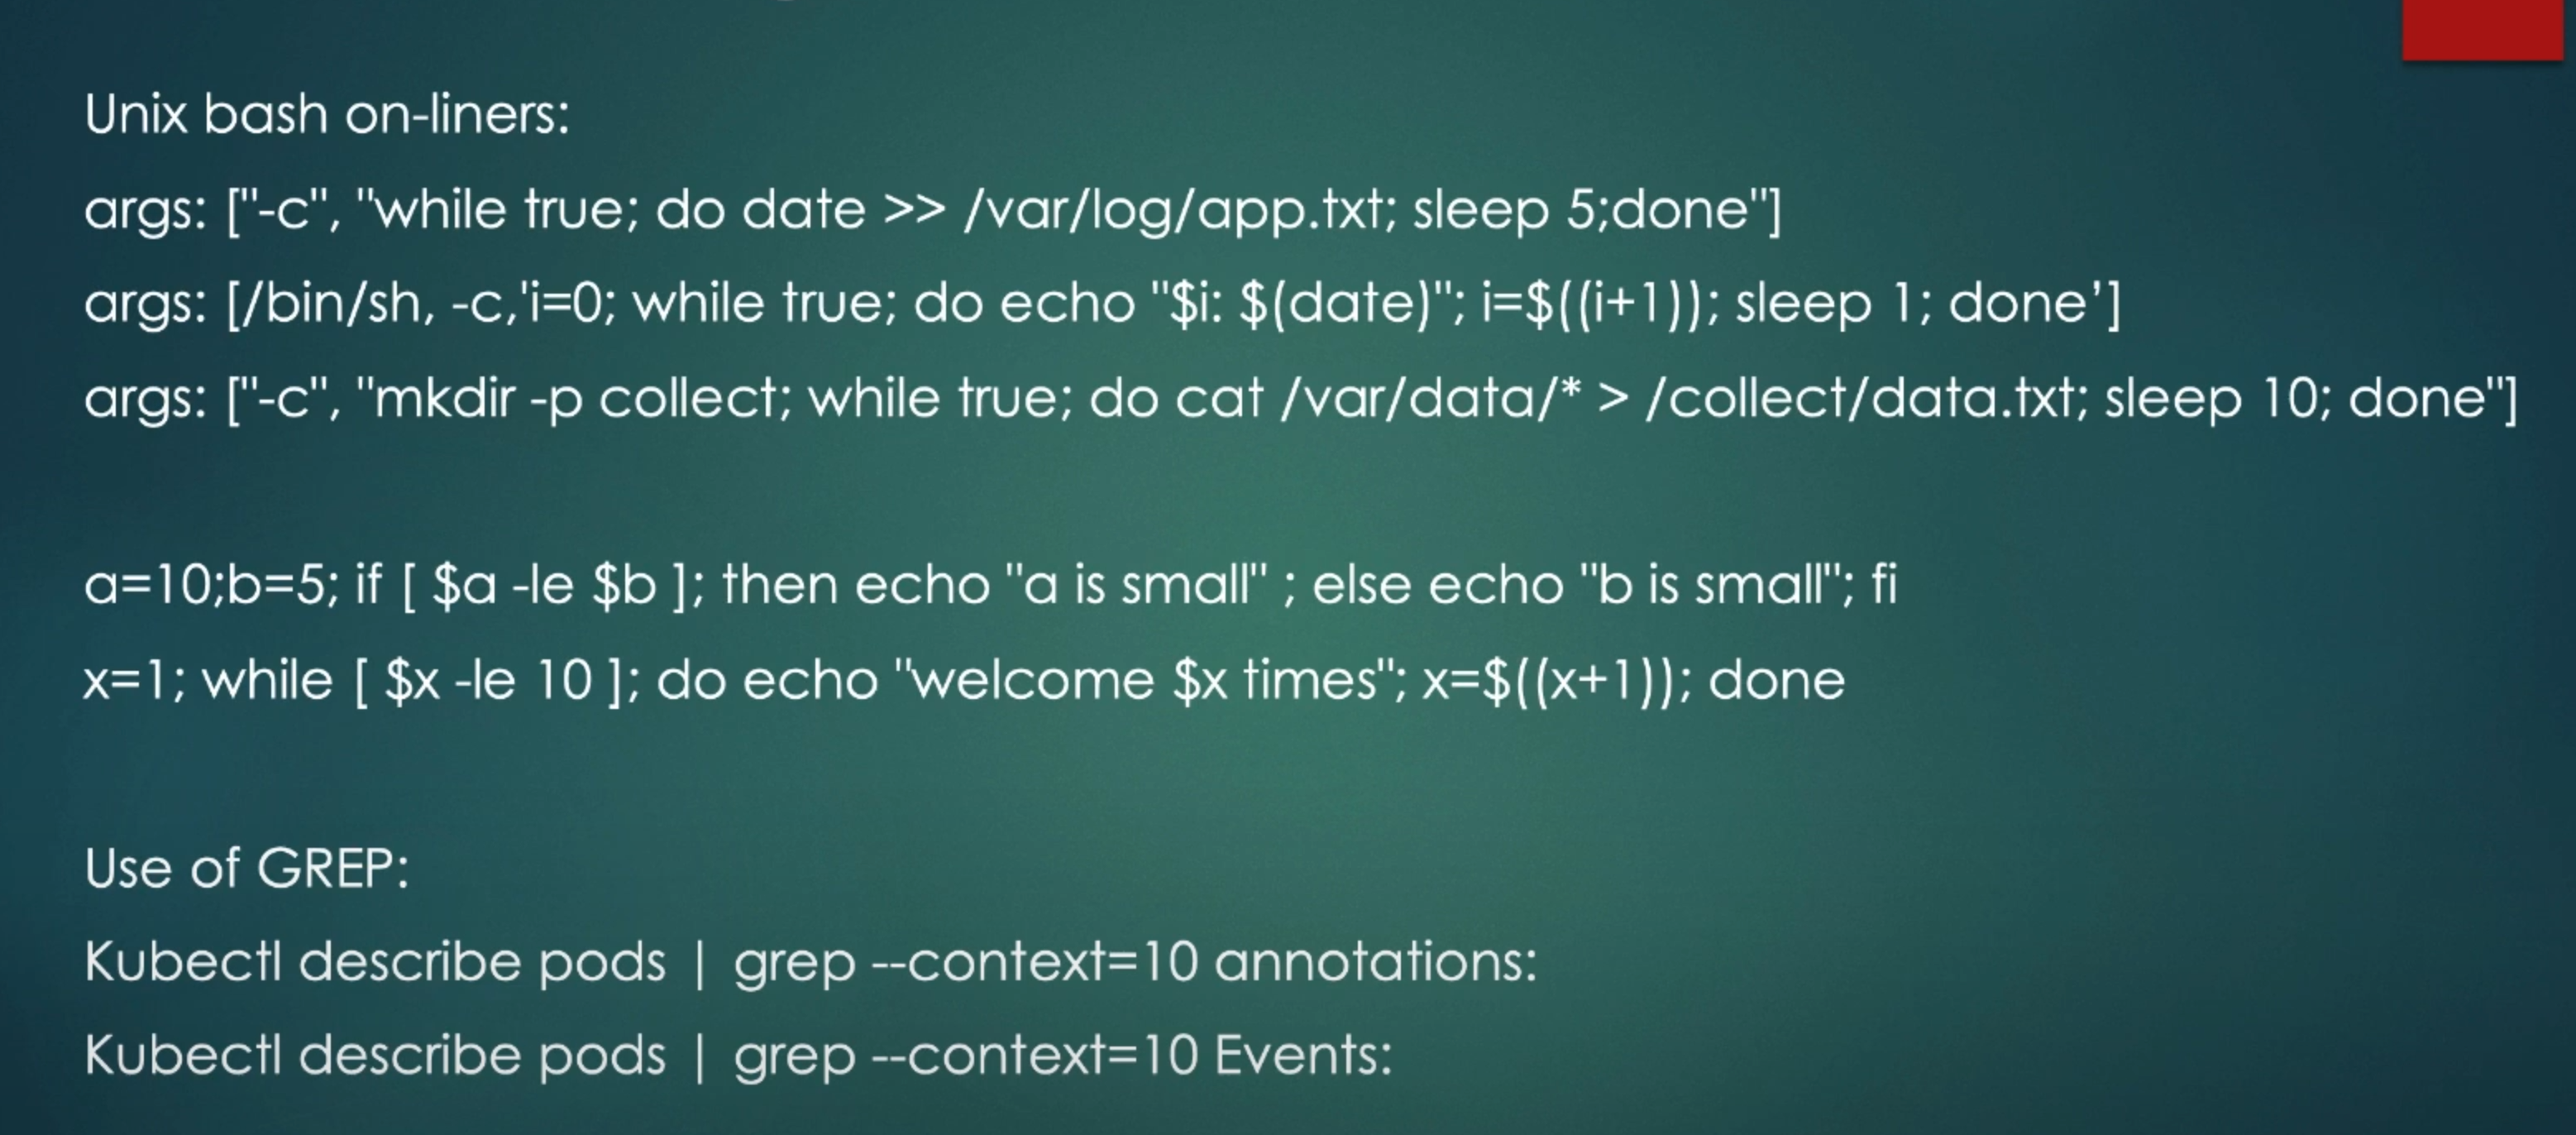 Unix bash on-liners:
args: ["-c", "while true; do date >> /var/log/app.txt; sleep 5;done"]
args: [/bin/sh, -c,'i=0; while true; do echo "$i: $(date)"; i=$((i+1)); sleep 1; done’]
args: ["-c", "mkdir -p collect; while true; do cat /var/data/* > /collect/data.txt; sleep 10; done"]
a=10;b=5; if [ $a -le $b ]; then echo "a is small" ; else echo "b is small"; fi
x=1; while [ $x -le 10 ]; do echo "welcome $x times"; x=$((x+1)); done
Use of GREP:
Kubectl describe pods | grep --context=10 annotations:
Kubectl describe pods | grep --context=10 Events: